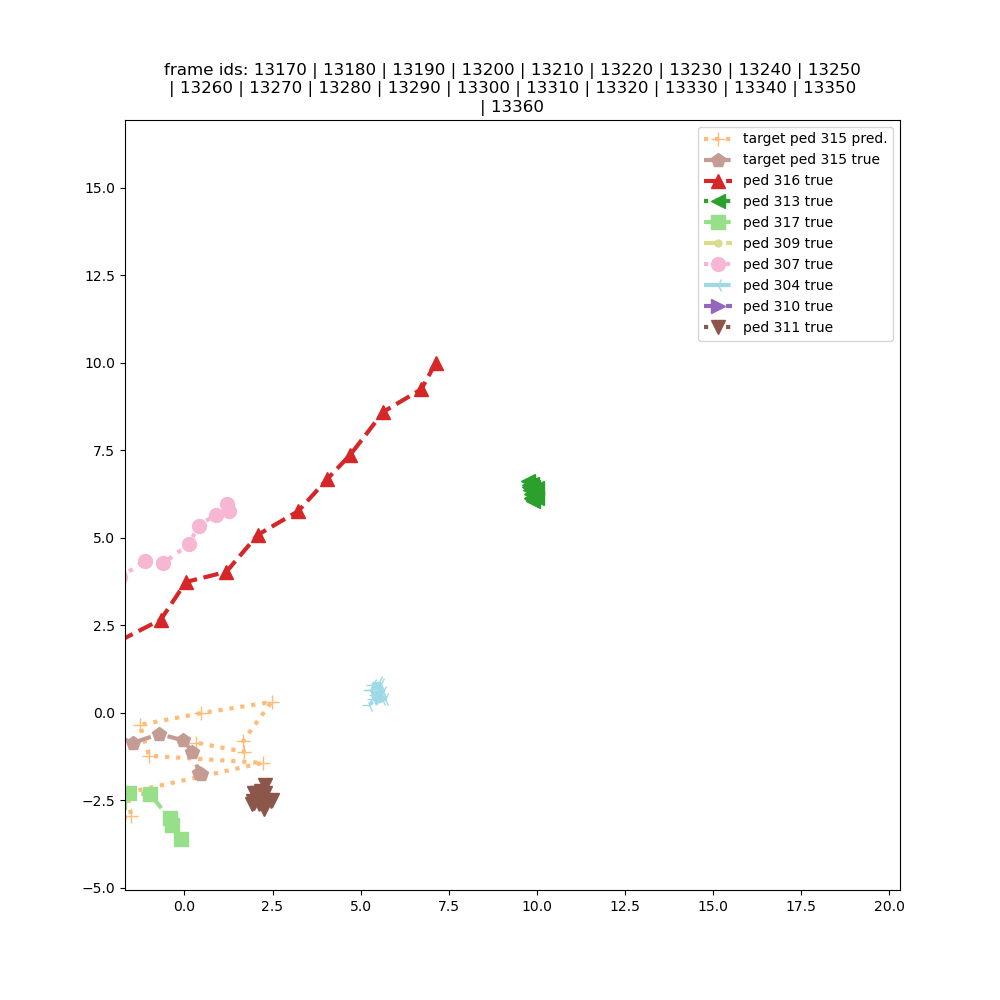 frame ids: 13170 | 13180 | 13190 | 13200 | 13210 | 13220 | 13230 | 13240 | 13250
| 13260 | 13270 | 13280 | 13290 | 13300 | 13310 | 13320 | 13330 | 13340 | 13350
| 13360
target ped 315 pred.
target ped 315 true
ped 316 true
ped 313 true
ped 317 true
ped 309 true
ped 307 true
ped 304 true
ped 310 true
ped 311 true
15.0
12.5
10.0
7.5
5.0
2.5
0.0
−2.5
−5.0
0.0 2.5 5.0 7.5 10.0 12.5 15.0 17.5 20.0